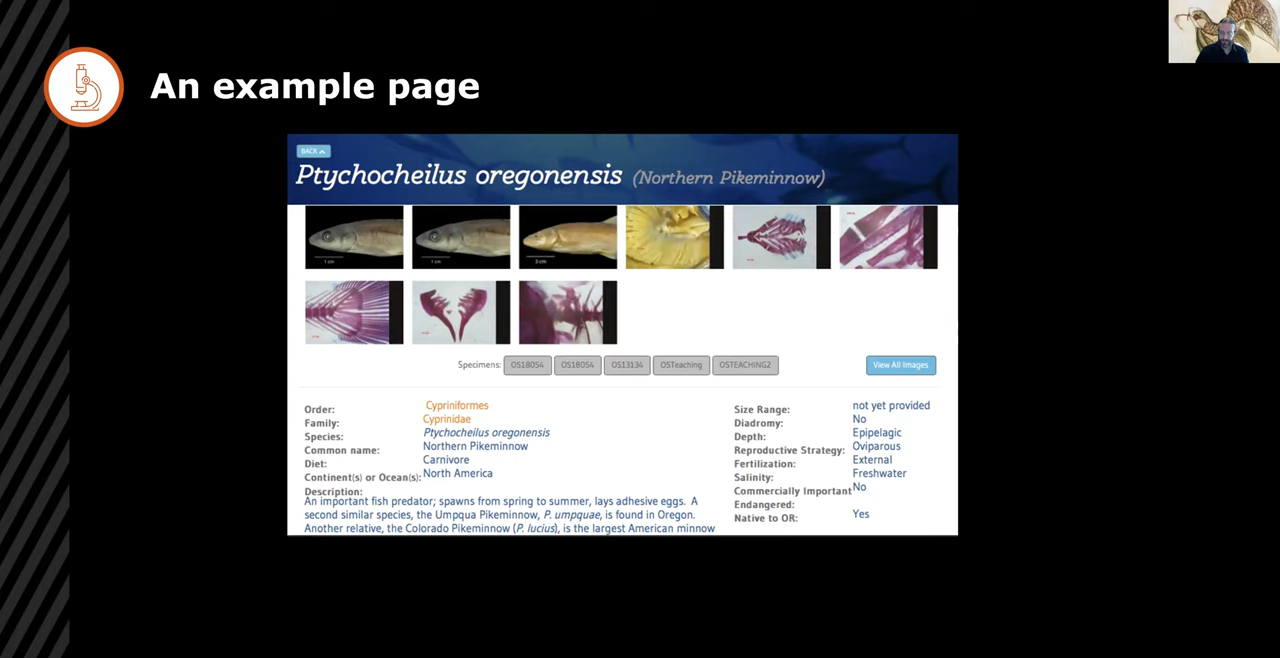 An example page
BACK
Ptychocheilus oregonensis (Northern Pikeminnow)
1 cm
1 cm
3 cm
Specimens: OS18054 OS18054 OS13134 OSTeaching OSTEACHING2 View All Images
Order: Cypriniformes
Family: Cyprinidae
Species: Ptychocheilus oregonensis
Common name: Northern Pikeminnow
Diet: Carnivore
Continent(s) or Ocean(s): North America
Description:
An important fish predator; spawns from spring to summer, lays adhesive eggs. A
second similar species, the Umpqua Pikeminnow, P. umpquae, is found in Oregon.
Another relative, the Colorado Pikeminnow (P. lucius), is the largest American minnow
Size Range: not yet provided
Diadromy: No
Depth: Epipelagic
Reproductive Strategy: Oviparous
Fertilization: External
Salinity: Freshwater
Commercially Important No
Endangered:
Native to OR: Yes